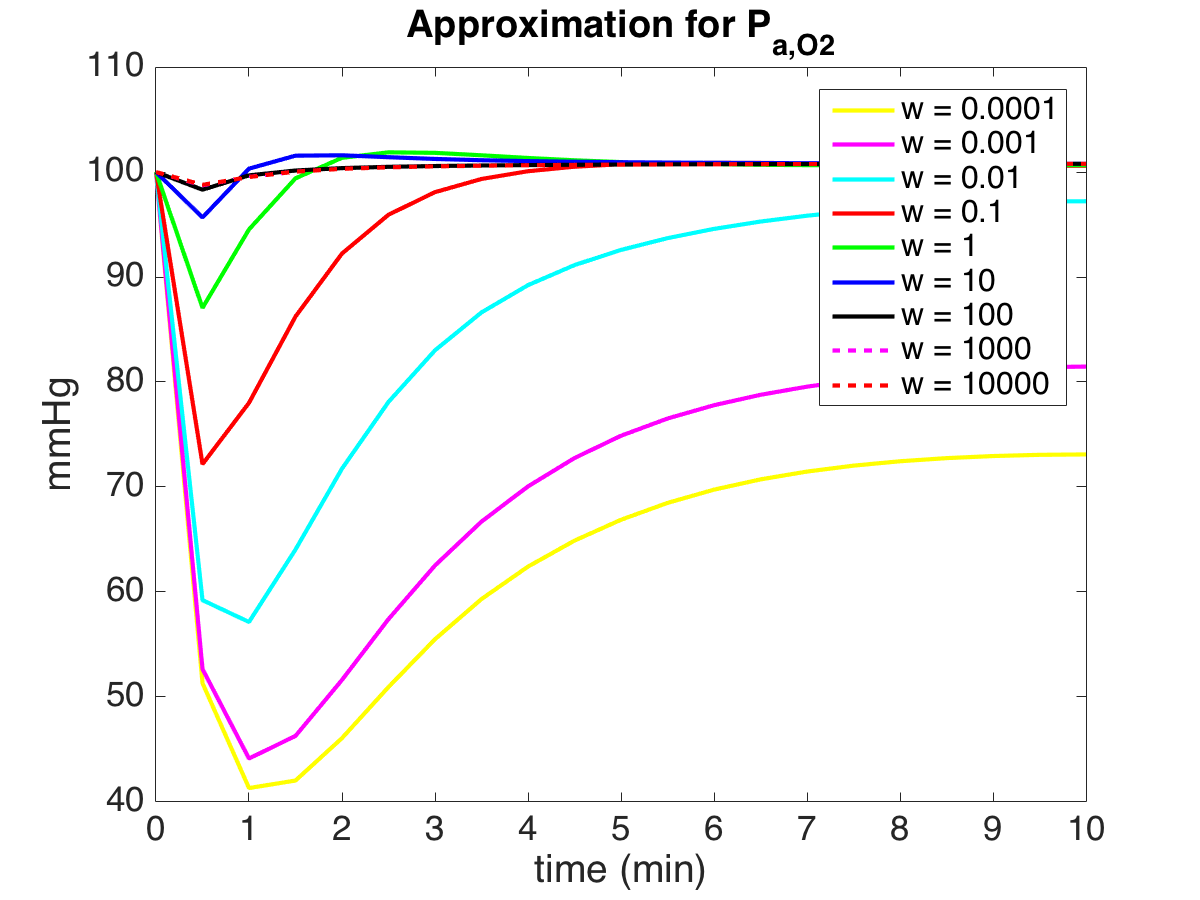 Approximation for Pa,O2
110
100
90
80
70
60
50
40
mmHg
w = 0.0001
w = 0.001
w = 0.01
w = 0.1
w = 1
w = 10
w = 100
w = 1000
w = 10000
0 1 2 3 4 5 6 7 8 9 10
time (min)